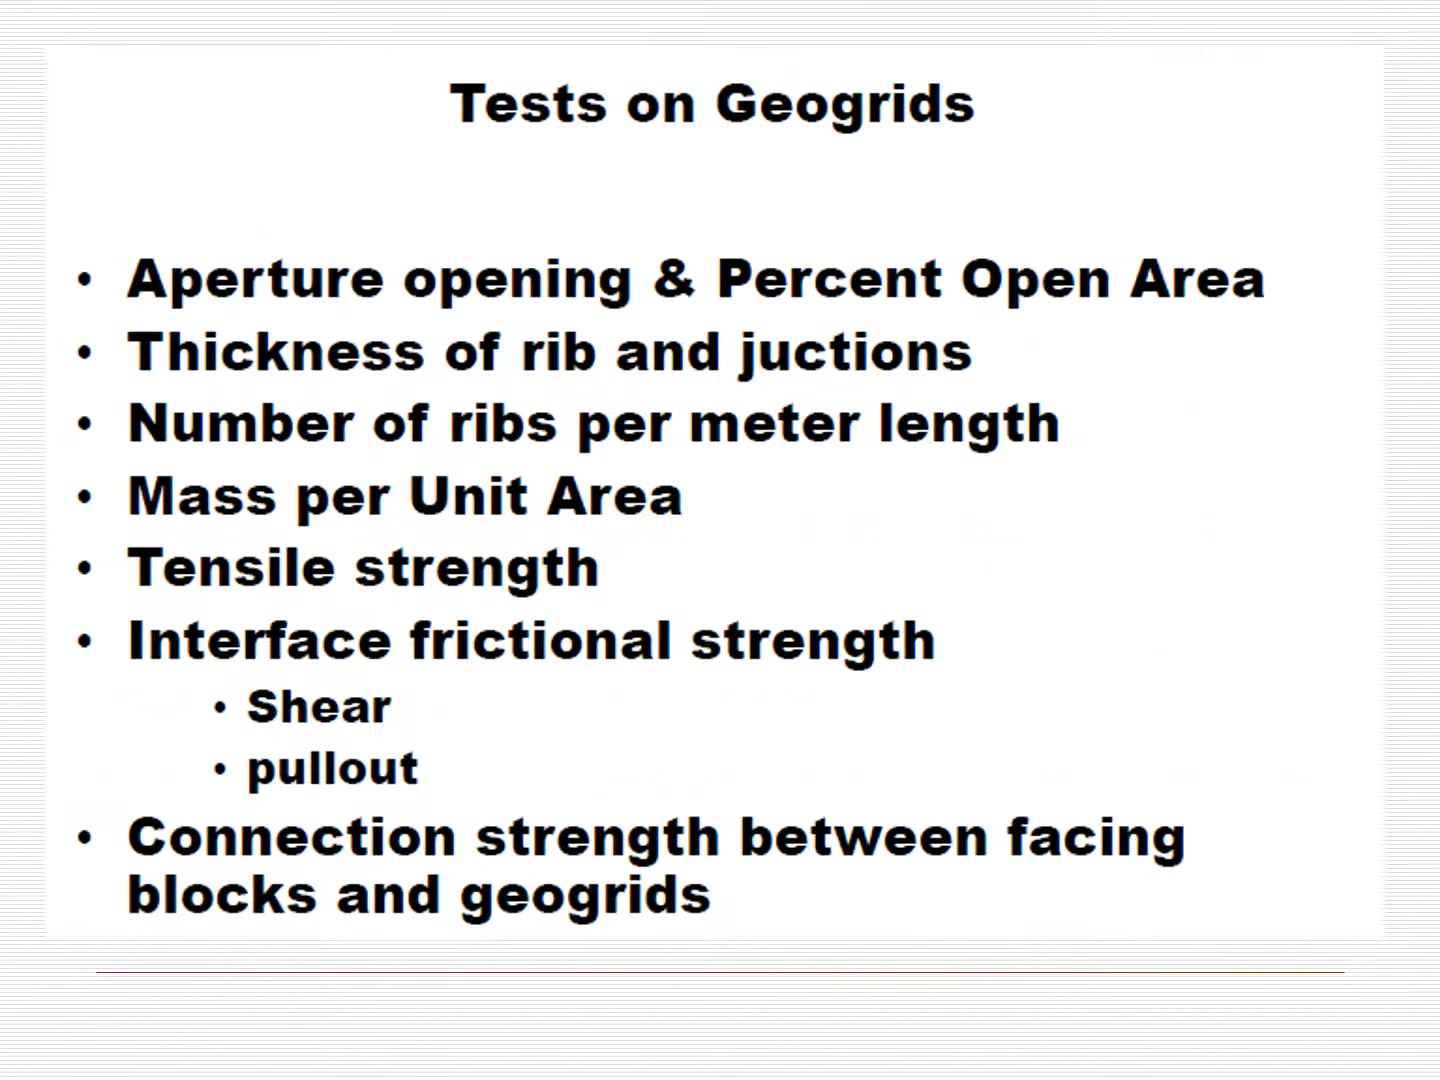 Tests on Geogrids
• Aperture opening & Percent Open Area
• Thickness of rib and juctions
• Number of ribs per meter length
• Mass per Unit Area
• Tensile strength
• Interface frictional strength
• Shear
• pullout
• Connection strength between facing
blocks and geogrids